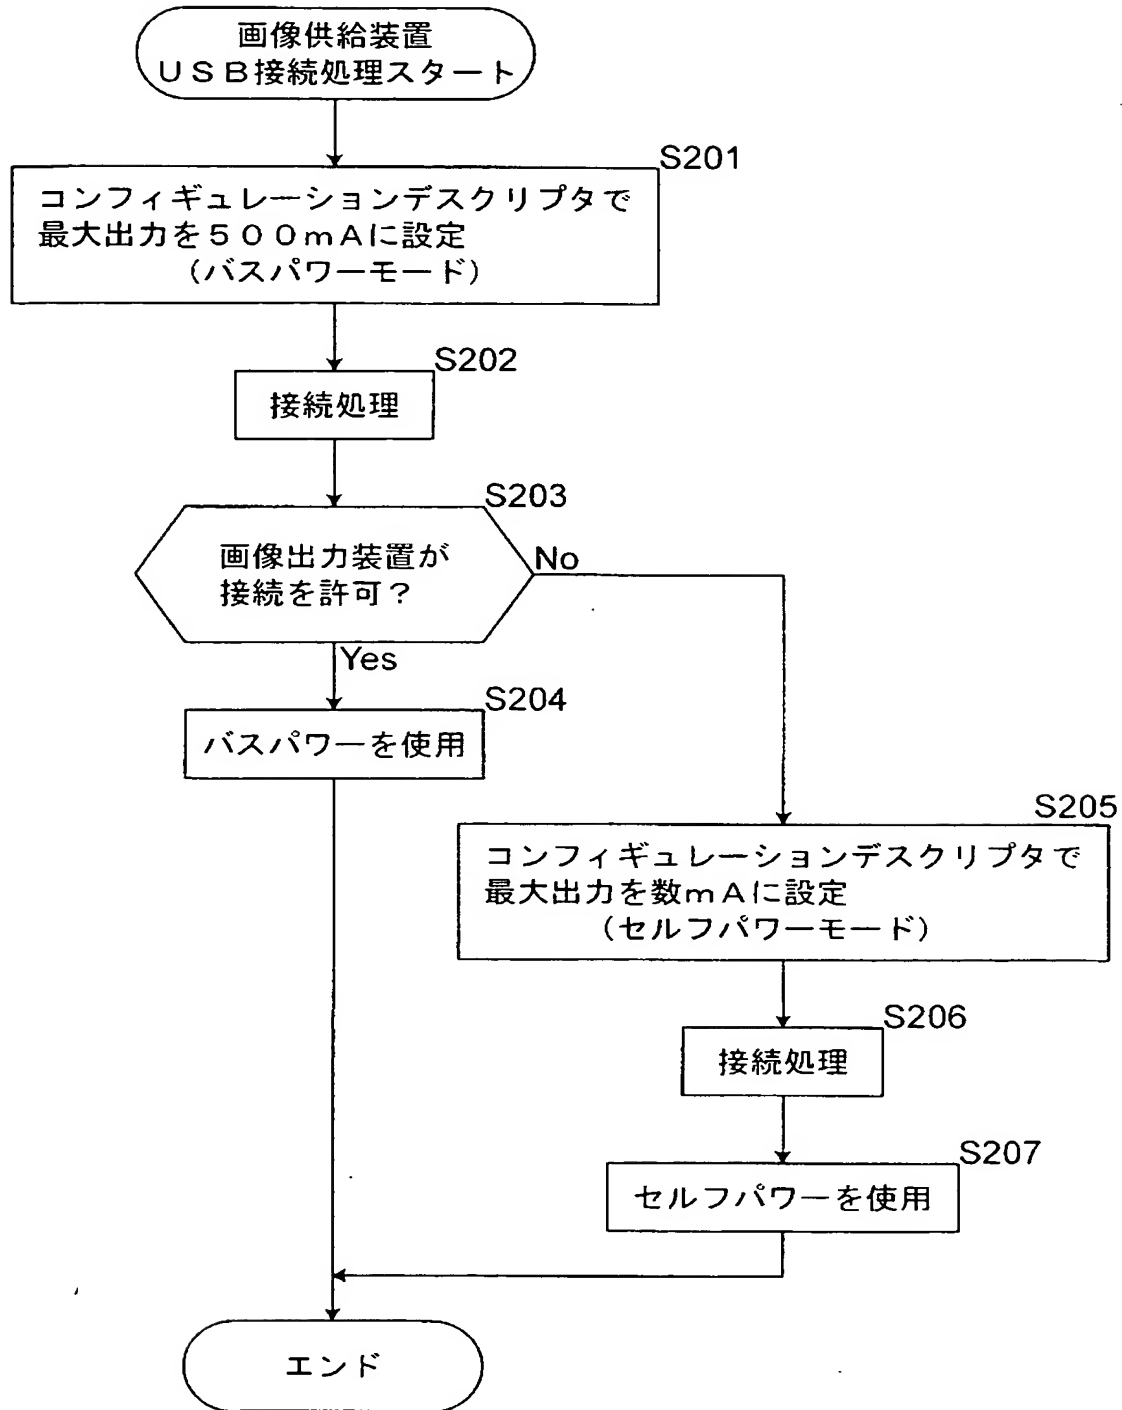 画像供給装置
ＵＳＢ接続処理スタート
S201
コンフィギュレーションデスクリプタで
最大出力を５００ｍＡに設定
（バスパワーモード）
S202
接続処理
S203
画像出力装置が
接続を許可？
No
Yes
S204
バスパワーを使用
S205
コンフィギュレーションデスクリプタで
最大出力を数ｍＡに設定
（セルフパワーモード）
S206
接続処理
S207
セルフパワーを使用
エンド